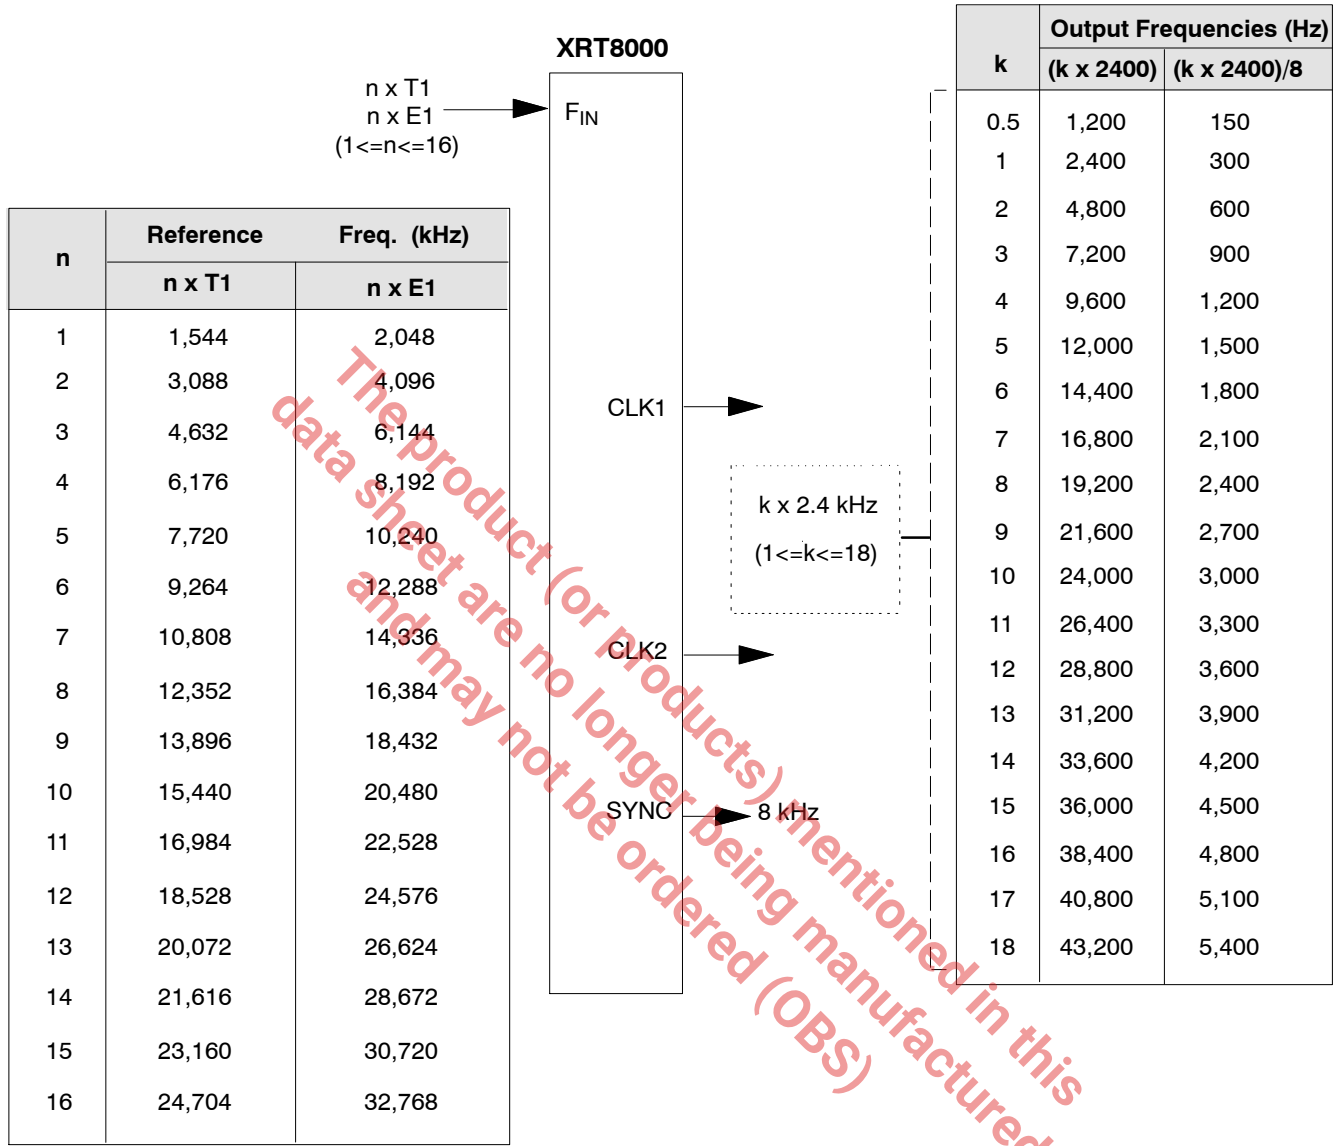 XRT8000
n x T1
n x E1
(1<=n<=16)
FIN
CLK1
k x 2.4 kHz
(1<=k<=18)
CLK2
SYNC
8 kHz
n Reference Freq. (kHz)
n x T1 n x E1
1 1,544 2,048
2 3,088 4,096
3 4,632 6,144
4 6,176 8,192
5 7,720 10,240
6 9,264 12,288
7 10,808 14,336
8 12,352 16,384
9 13,896 18,432
10 15,440 20,480
11 16,984 22,528
12 18,528 24,576
13 20,072 26,624
14 21,616 28,672
15 23,160 30,720
16 24,704 32,768
k Output Frequencies (Hz)
(k x 2400) (k x 2400)/8
0.5 1,200 150
1 2,400 300
2 4,800 600
3 7,200 900
4 9,600 1,200
5 12,000 1,500
6 14,400 1,800
7 16,800 2,100
8 19,200 2,400
9 21,600 2,700
10 24,000 3,000
11 26,400 3,300
12 28,800 3,600
13 31,200 3,900
14 33,600 4,200
15 36,000 4,500
16 38,400 4,800
17 40,800 5,100
18 43,200 5,400
The product (or products) mentioned in this
data sheet are no longer being manufactured
and may not be ordered (OBS)